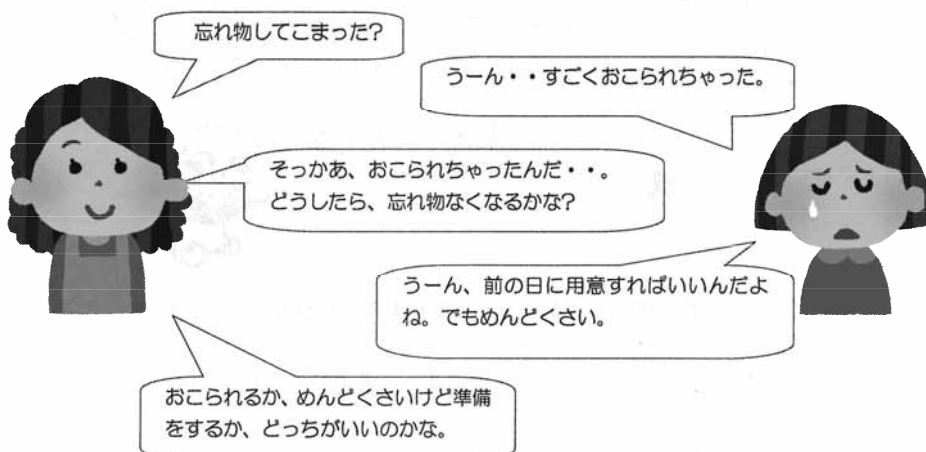 忘れ物してこまった?
うーん・・すごくおこられちゃった。
そっかあ、おこられちゃったんだ・・。
どうしたら、忘れ物なくなるかな?
うーん、前の日に用意すればいいんだよ
ね。でもめんどくさい。
おこられるか、めんどくさいけど準備
をするか、どっちがいいのかな。